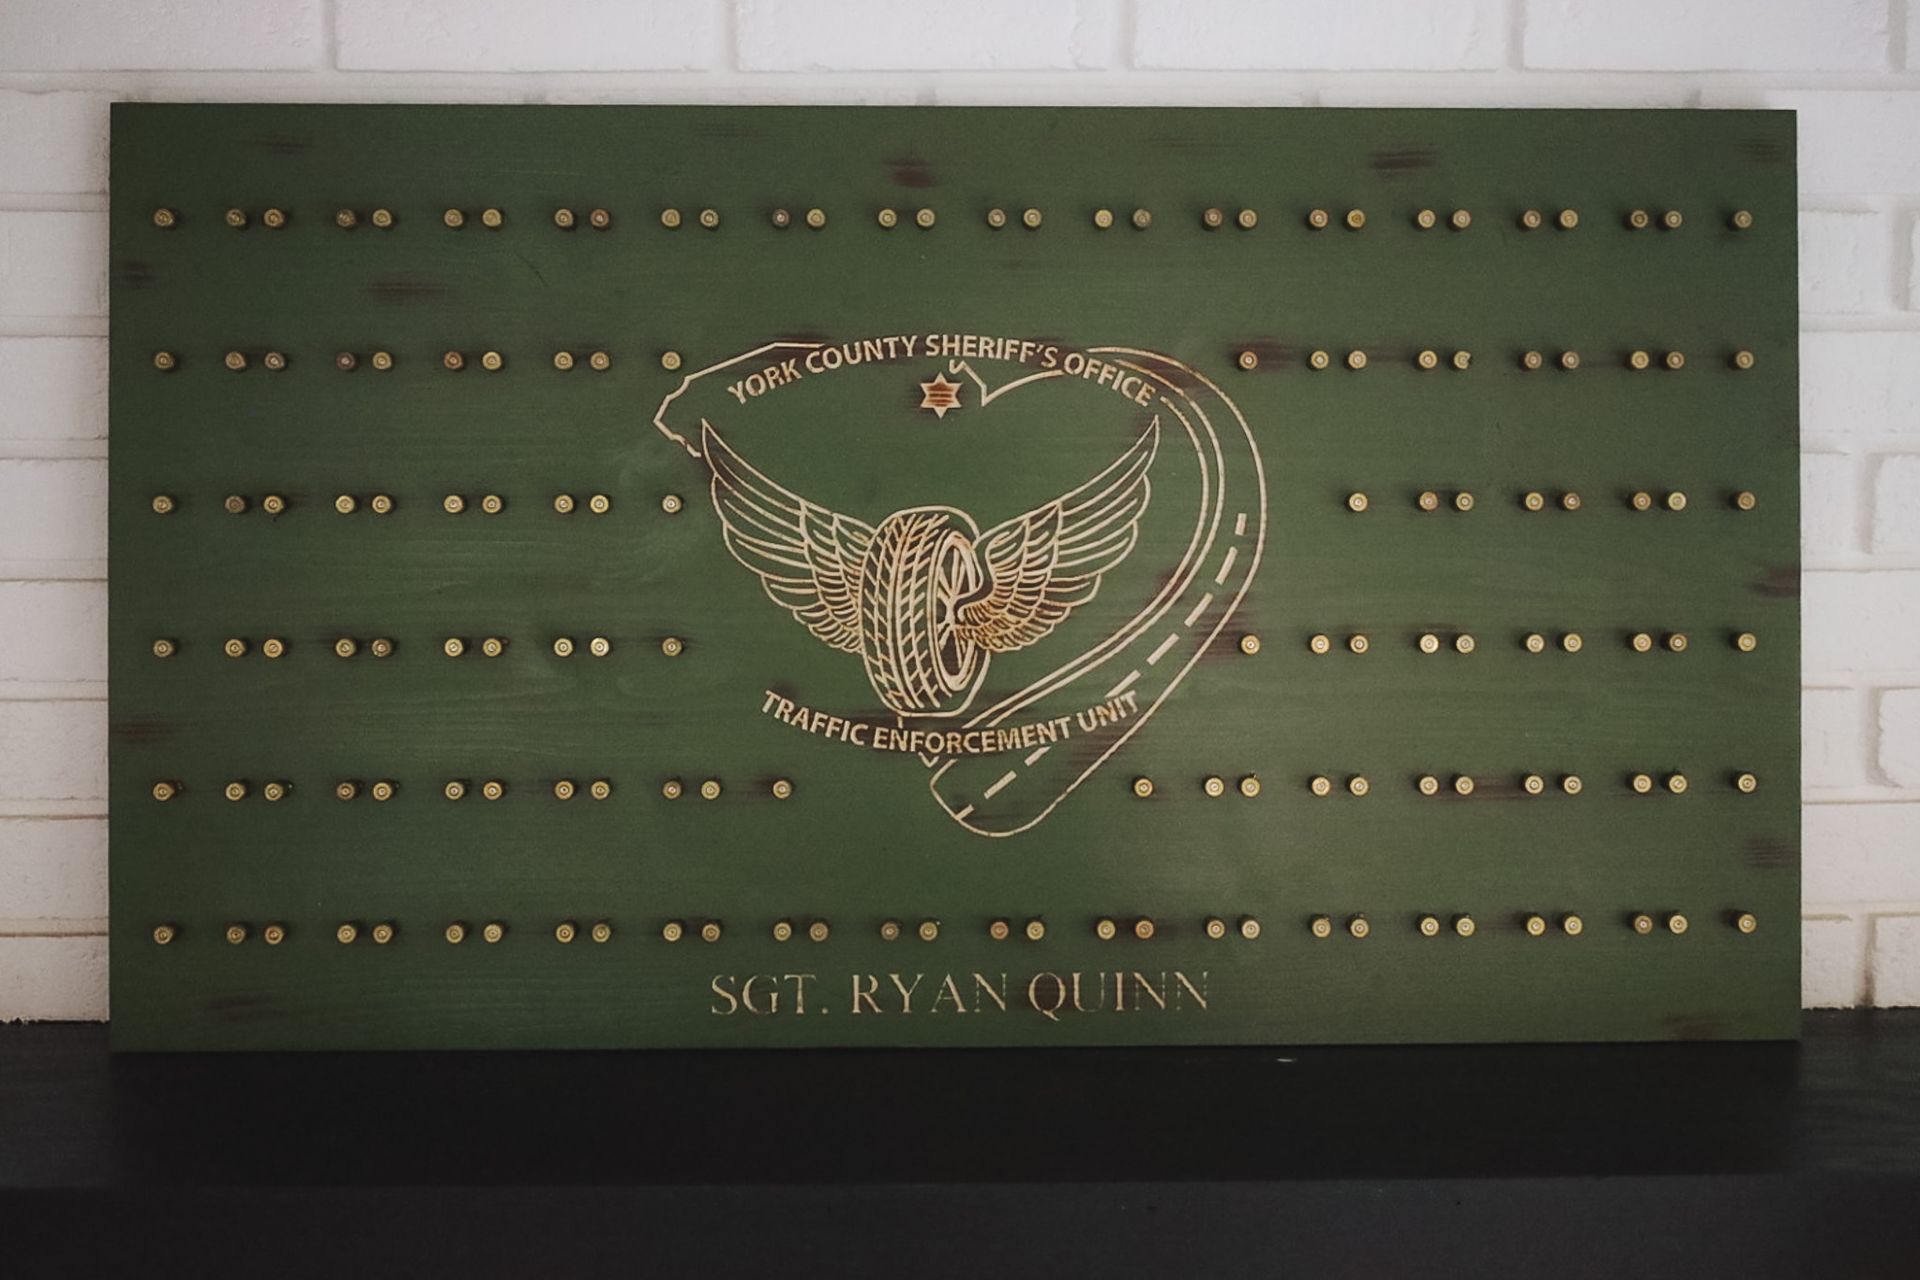 YORK COUNTY SHERIFF'S OFFICE
TRAFFIC ENFORCEMENT UNIT
SGT. RYAN QUINN